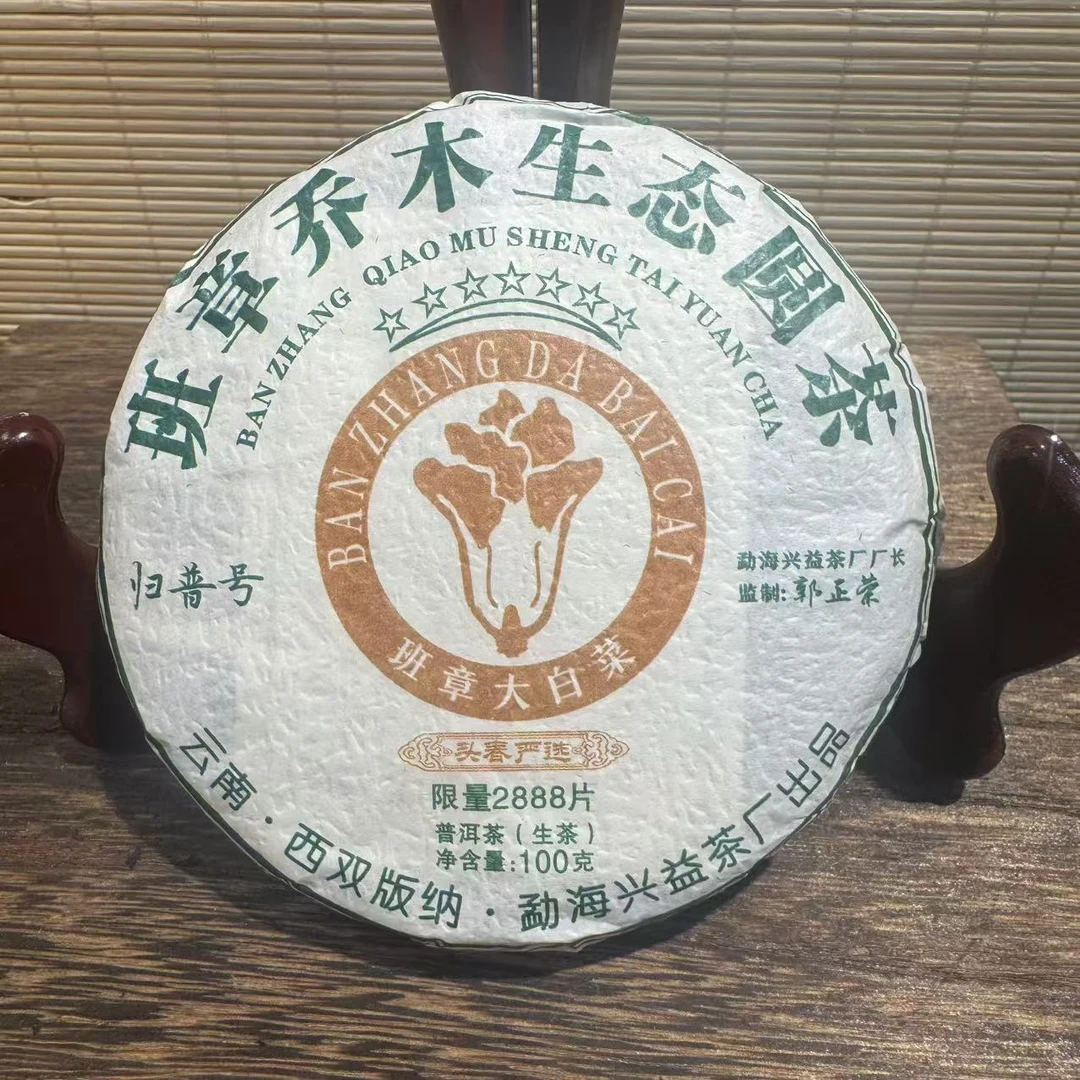 班章乔木生态圆茶
BAN ZHANG QIAO MU SHENG TAI YUAN CHA
BAN ZHANG DA BAI CAI
班章大白菜
归普号
勐海兴益茶厂厂长
监制:郭正荣
头春严选
限量2888片
普洱茶(生茶)
净含量:100克
云南·西双版纳·勐海兴益茶厂出品